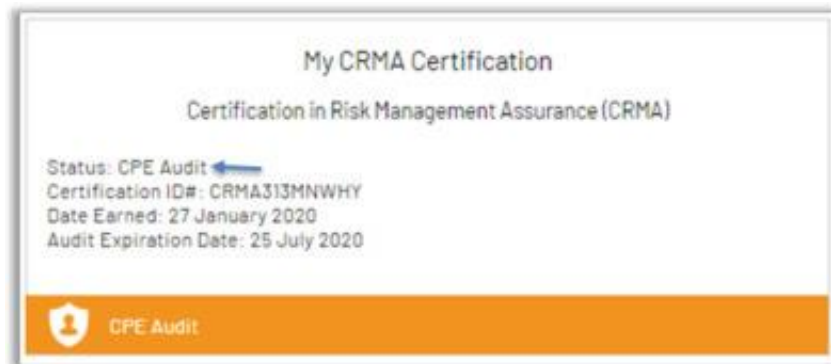 My CRMA Certification
Certification in Risk Management Assurance (CRMA)
Status: CPE Audit
Certification ID#: CRMA313MNWHY
Date Earned: 27 January 2020
Audit Expiration Date: 25 July 2020
CPE Audit